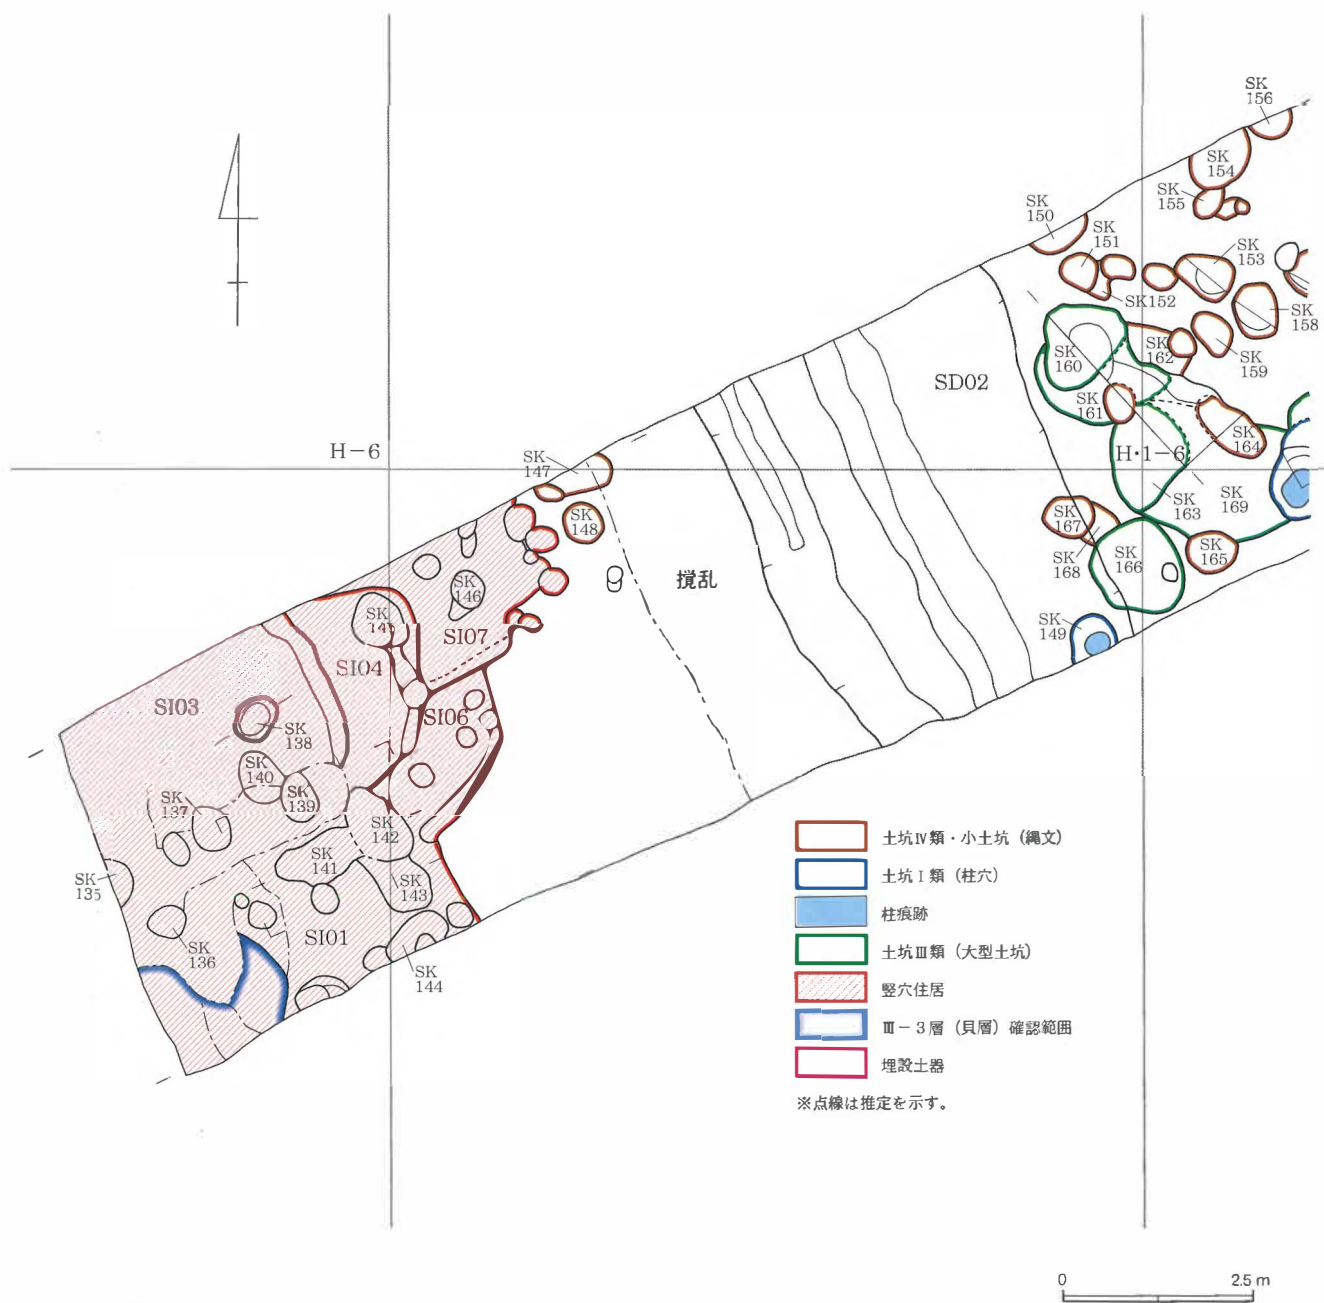 SK
156
SK
154
SK
155
SK
150
SK
151
SK
153
SK152
SK
158
SK
162
SK
159
SK
160
SD02
SK
161
SK
164
H-6
H・1-6
SK
147
SK
163
SK
169
SK
148
SK
167
SK
165
SK
168
SK
166
撹乱
SK
146
SK
149
SK
SI07
SI04
SI03
SI06
SK
138
SK
140
SK
139
SK
137
SK
142
SK
141
SK
135
SK
143
SI01
SK
136
SK
144
土坑Ⅳ類・小土坑（縄文）
土坑Ⅰ類（柱穴）
柱痕跡
土坑Ⅲ類（大型土坑）
竪穴住居
Ⅲ－３層（貝層）確認範囲
埋設土器
※点線は推定を示す。
0 2.5 m